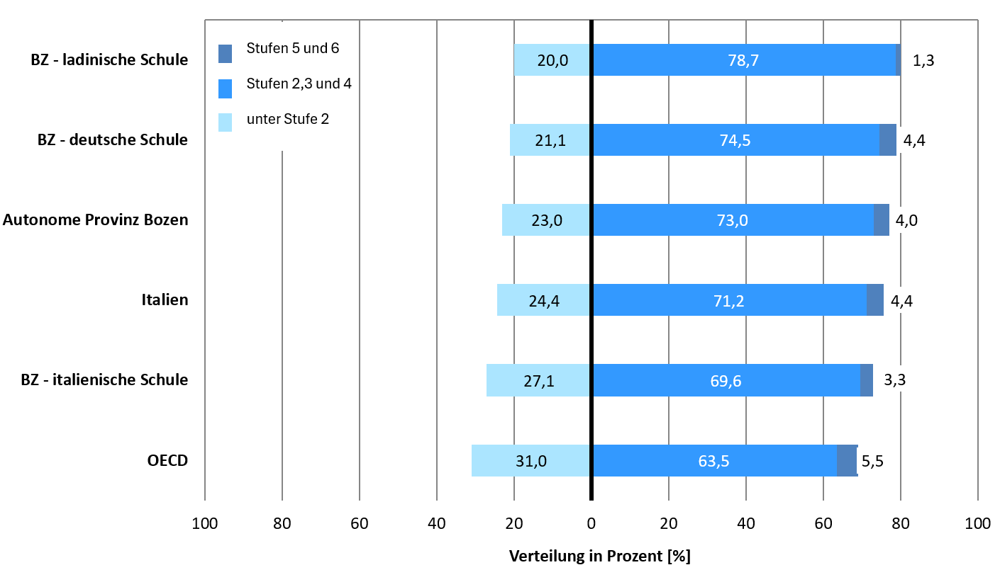 Stufen 5 und 6
Stufen 2,3 und 4
unter Stufe 2
BZ - ladinische Schule 20,0 78,7 1,3
BZ - deutsche Schule 21,1 74,5 4,4
Autonome Provinz Bozen 23,0 73,0 4,0
Italien 24,4 71,2 4,4
BZ - italienische Schule 27,1 69,6 3,3
OECD 31,0 63,5 5,5
100 80 60 40 20 0 20 40 60 80 100
Verteilung in Prozent [%]